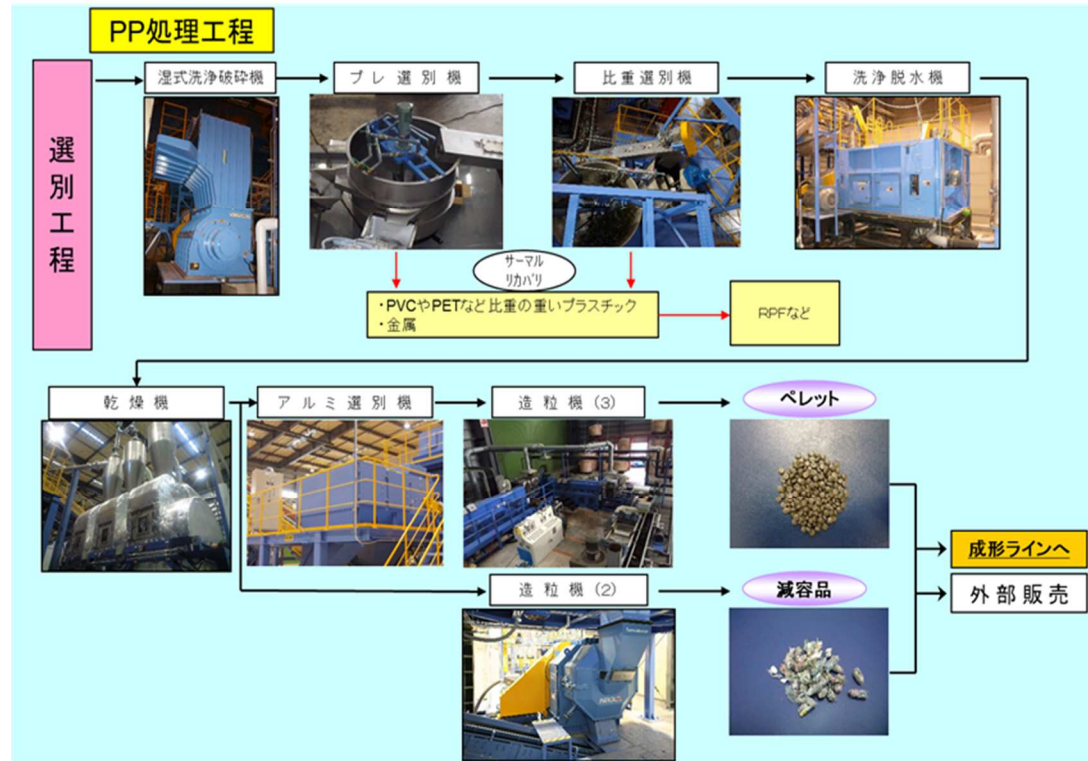 PP処理工程
選別工程
湿式洗浄破砕機
プレ選別機
比重選別機
洗浄脱水機
サーマル
リカバリ
・PVCやPETなど比重の重いプラスチック
・金属
RPFなど
乾燥機
アルミ選別機
造粒機(3)
ペレット
造粒機(2)
減容品
成形ラインへ
外部販売